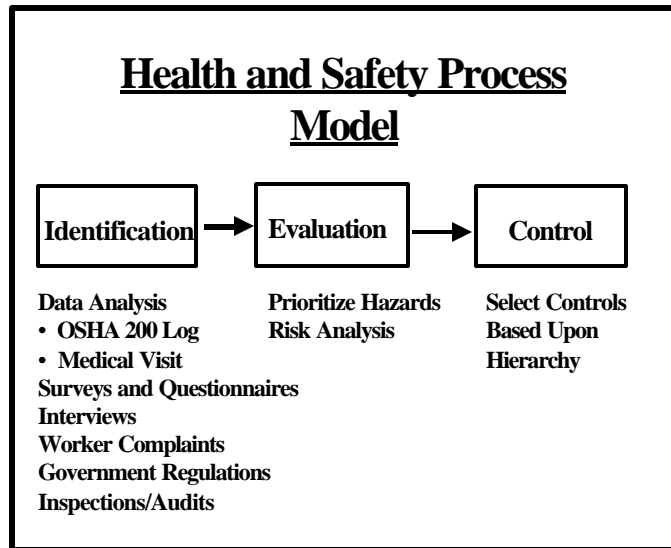 Health and Safety Process
Model
Identification
Evaluation
Control
Data Analysis
• OSHA 200 Log
• Medical Visit
Surveys and Questionnaires
Interviews
Worker Complaints
Government Regulations
Inspections/Audits
Prioritize Hazards
Risk Analysis
Select Controls
Based Upon
Hierarchy